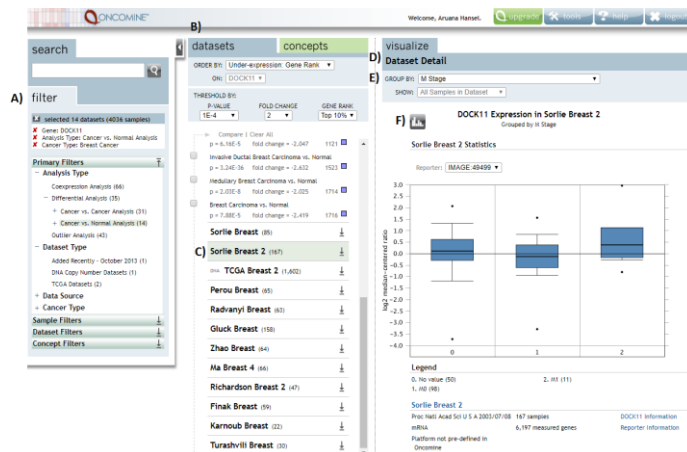 ONCOMINE
Welcome, Aruana Hansel.
upgrade
tools
help
logout
B)
search
A)
filter
selected 14 datasets (4036 samples)
✗ Gene: DOCK11
✗ Analysis Type: Cancer vs. Normal Analysis
✗ Cancer Type: Breast Cancer
Primary Filters
− Analysis Type
Coexpression Analysis (66)
− Differential Analysis (35)
+ Cancer vs. Cancer Analysis (31)
+ Cancer vs. Normal Analysis (14)
Outlier Analysis (43)
− Dataset Type
Added Recently - October 2013 (1)
DNA Copy Number Datasets (1)
TCGA Datasets (2)
+ Data Source
+ Cancer Type
Sample Filters
Dataset Filters
Concept Filters
datasets
concepts
ORDER BY: Under-expression: Gene Rank
ON: DOCK11
THRESHOLD BY:
P-VALUE FOLD CHANGE GENE RANK
1E-4 2 Top 10%
Compare | Clear All
p = 6.16E-5 fold change = -2.047 1121
Invasive Ductal Breast Carcinoma vs. Normal
p = 3.24E-36 fold change = -2.632 1523
Medullary Breast Carcinoma vs. Normal
p = 2.03E-8 fold change = -2.025 1714
Breast Carcinoma vs. Normal
p = 7.88E-5 fold change = -2.419 1716
Sorlie Breast (85)
C)
Sorlie Breast 2 (167)
DNA TCGA Breast 2 (1,602)
Perou Breast (65)
Radvanyi Breast (63)
Gluck Breast (158)
Zhao Breast (64)
Ma Breast 4 (66)
Richardson Breast 2 (47)
Finak Breast (59)
Karnoub Breast (22)
Turashvili Breast (30)
visualize
D)
Dataset Detail
E)
GROUP BY: M Stage
SHOW: All Samples in Dataset
F)
DOCK11 Expression in Sorlie Breast 2
Grouped by M Stage
Sorlie Breast 2 Statistics
Reporter: IMAGE:49499
log2 median-centered ratio
3.0
2.5
2.0
1.5
1.0
0.5
0.0
-0.5
-1.0
-1.5
-2.0
-2.5
-3.0
-3.5
-4.0
0 1 2
Legend
0. No value (50) 2. M1 (11)
1. M0 (98)
Sorlie Breast 2
Proc Natl Acad Sci U S A 2003/07/08 167 samples DOCK11 Information
mRNA 6,197 measured genes Reporter Information
Platform not pre-defined in
Oncomine